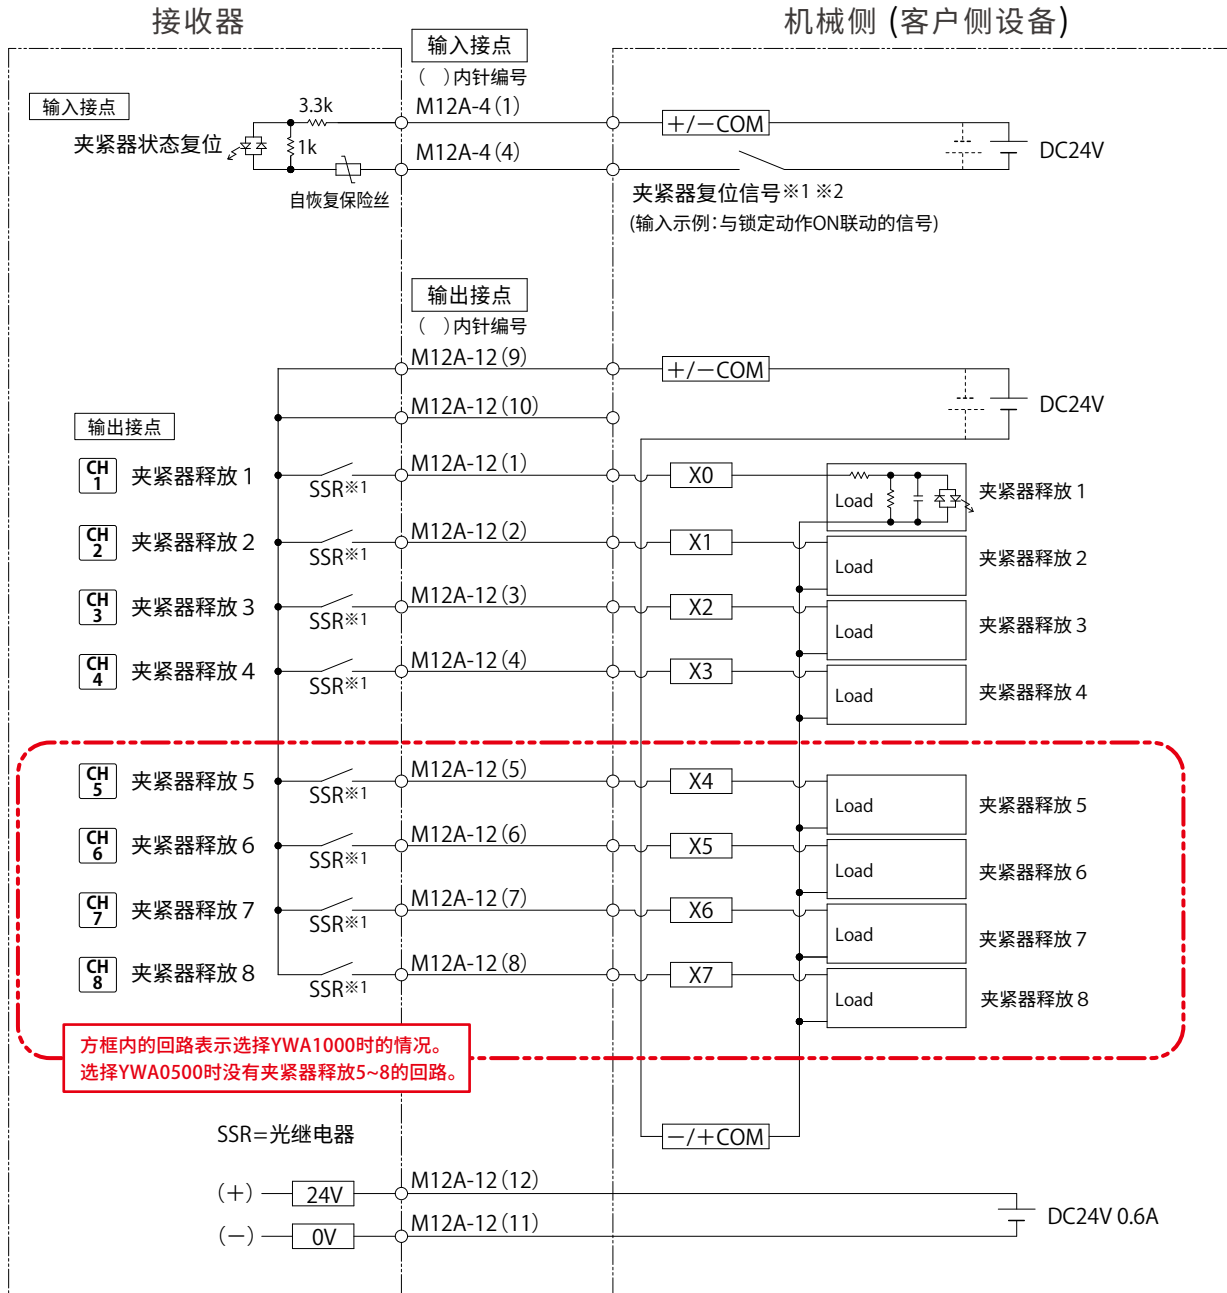 接收器
机械侧 (客户侧设备)
输入接点
( )内针编号
输入接点
3.3k
M12A-4(1)
+/-COM
夹紧器状态复位
1k
M12A-4(4)
DC24V
自恢复保险丝
夹紧器复位信号※1 ※2
(输入示例:与锁定动作ON联动的信号)
输出接点
( )内针编号
M12A-12(9)
+/-COM
M12A-12(10)
DC24V
输出接点
CH 1 夹紧器释放1
SSR※1
M12A-12(1)
X0
Load
夹紧器释放1
CH 2 夹紧器释放2
SSR※1
M12A-12(2)
X1
Load
夹紧器释放2
CH 3 夹紧器释放3
SSR※1
M12A-12(3)
X2
Load
夹紧器释放3
CH 4 夹紧器释放4
SSR※1
M12A-12(4)
X3
Load
夹紧器释放4
CH 5 夹紧器释放5
SSR※1
M12A-12(5)
X4
Load
夹紧器释放5
CH 6 夹紧器释放6
SSR※1
M12A-12(6)
X5
Load
夹紧器释放6
CH 7 夹紧器释放7
SSR※1
M12A-12(7)
X6
Load
夹紧器释放7
CH 8 夹紧器释放8
SSR※1
M12A-12(8)
X7
Load
夹紧器释放8
方框内的回路表示选择YWA1000时的情况。
选择YWA0500时没有夹紧器释放5~8的回路。
SSR=光继电器
-/+COM
(+)
24V
M12A-12(12)
(-)
0V
M12A-12(11)
DC24V 0.6A